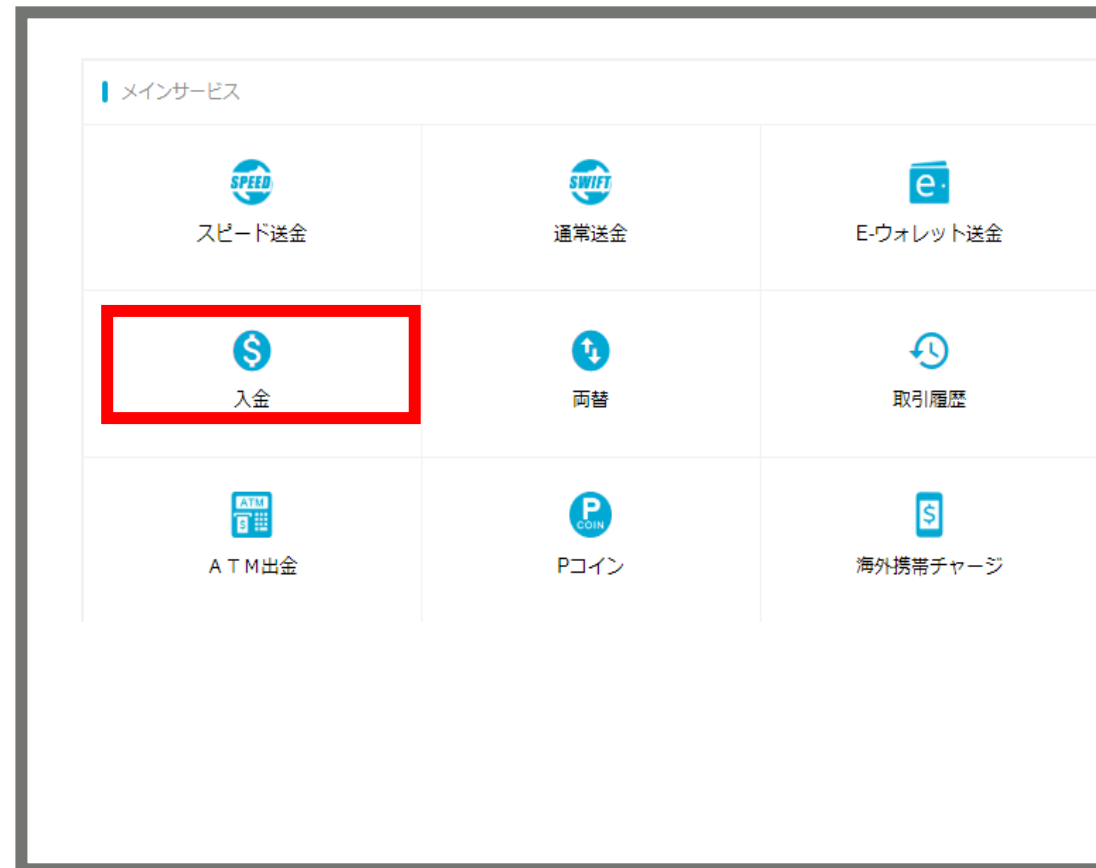 メインサービス
SPEED
スピード送金
SWIFT
通常送金
e
E-ウォレット送金
$
入金
両替
取引履歴
ATM
$
ＡＴＭ出金
P
COIN
Pコイン
$
海外携帯チャージ